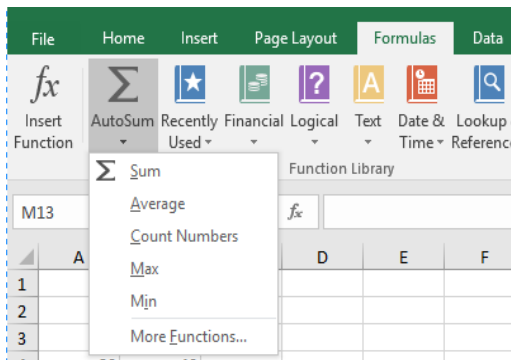 File Home Insert Page Layout Formulas Data
fx Σ ? A
Insert AutoSum Recently Financial Logical Text Date & Lookup
Function Used Time Referenc
Function Library
Σ Sum
Average
Count Numbers
Max
Min
More Functions...
M13 fx
A D E F
1
2
3